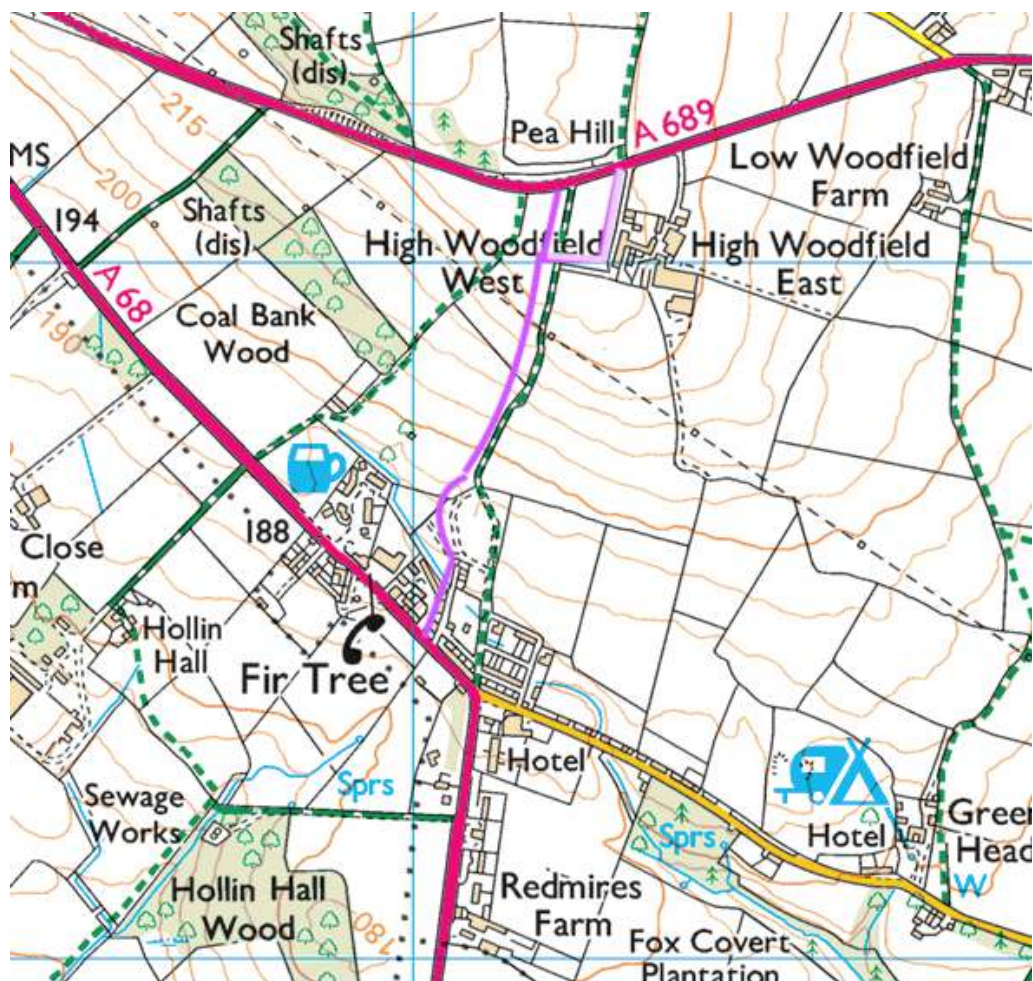 Shafts
(dis)
215
MS
Pea Hill
A 689
Low Woodfield
Farm
200
194
Shafts
(dis)
High Woodfield
West
High Woodfield
East
A 68
190
Coal Bank
Wood
188
Close
m
Hollin
Hall
Fir Tree
Hotel
Sprs
Sewage
Works
Sprs
Hotel
Green
Head
W
Hollin Hall
Wood
180
Redmires
Farm
Fox Covert
Plantation